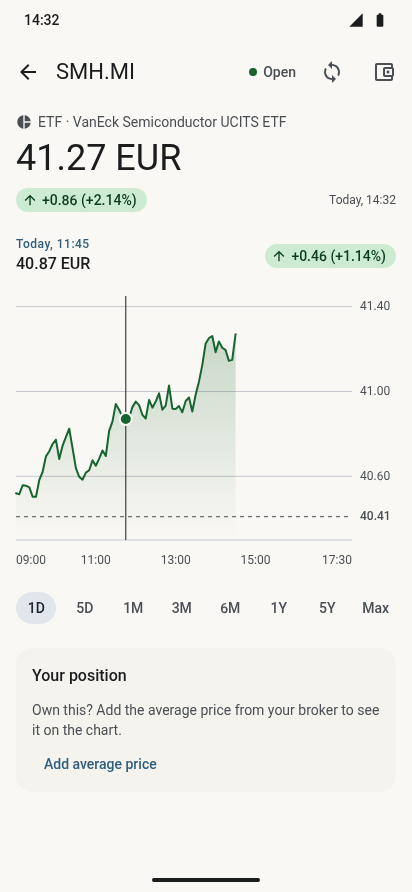 14:32
SMH.MI
Open
ETF · VanEck Semiconductor UCITS ETF
41.27 EUR
+0.86 (+2.14%)
Today, 14:32
Today, 11:45
40.87 EUR
+0.46 (+1.14%)
41.40
41.00
40.60
40.41
09:00 11:00 13:00 15:00 17:30
1D 5D 1M 3M 6M 1Y 5Y Max
Your position
Own this? Add the average price from your broker to see
it on the chart.
Add average price